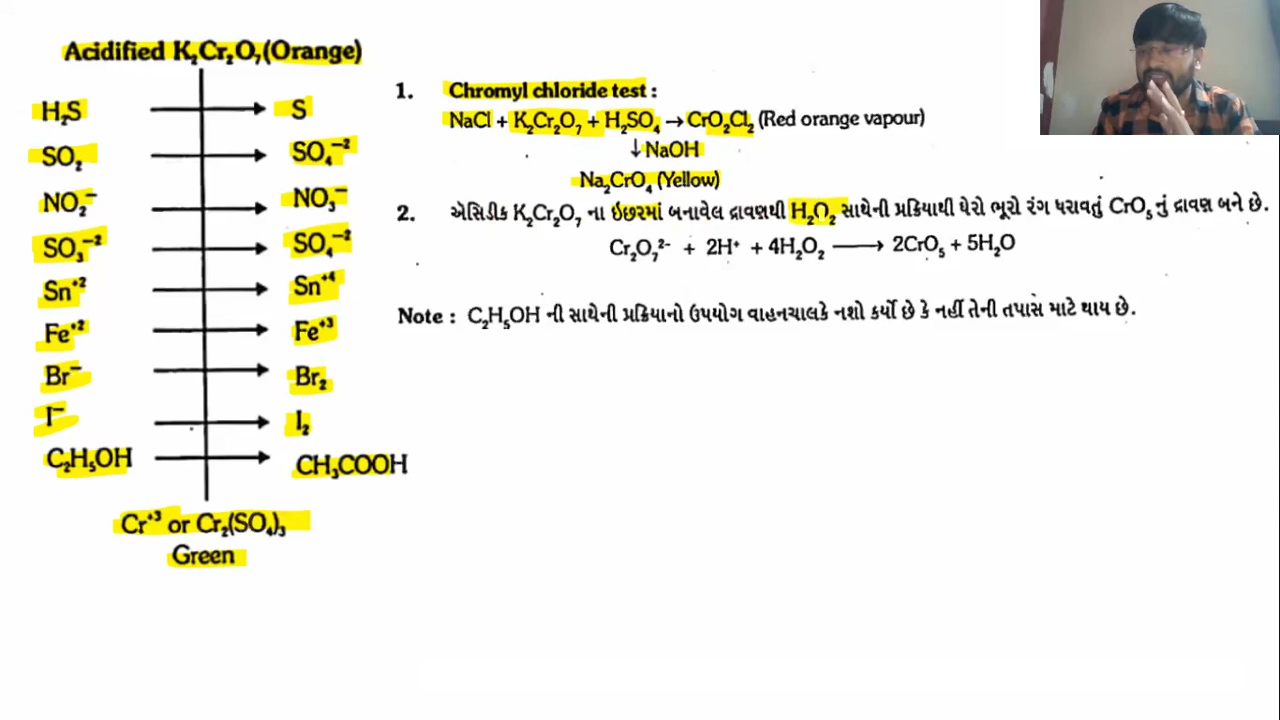 Acidified K₂Cr₂O₇(Orange)
H₂S → S
SO₂ → SO₄⁻²
NO₂⁻ → NO₃⁻
SO₃⁻² → SO₄⁻²
Sn⁺² → Sn⁺⁴
Fe⁺² → Fe⁺³
Br⁻ → Br₂
I⁻ → I₂
C₂H₅OH → CH₃COOH
Cr⁺³ or Cr₂(SO₄)₃
Green
1. Chromyl chloride test :
NaCl + K₂Cr₂O₇ + H₂SO₄ → CrO₂Cl₂ (Red orange vapour)
↓NaOH
Na₂CrO₄ (Yellow)
2. એસિડીક K₂Cr₂O₇ ના ઇથરમાં બનાવેલ દ્રાવણથી H₂O₂ સાથેની પ્રક્રિયાથી ઘેરો ભૂરો રંગ ધરાવતું CrO₅ નું દ્રાવણ બને છે.
Cr₂O₇²⁻ + 2H⁺ + 4H₂O₂ ⟶ 2CrO₅ + 5H₂O
Note : C₂H₅OH ની સાથેની પ્રક્રિયાનો ઉપયોગ વાહનચાલકે નશો કર્યો છે કે નહીં તેની તપાસ માટે થાય છે.